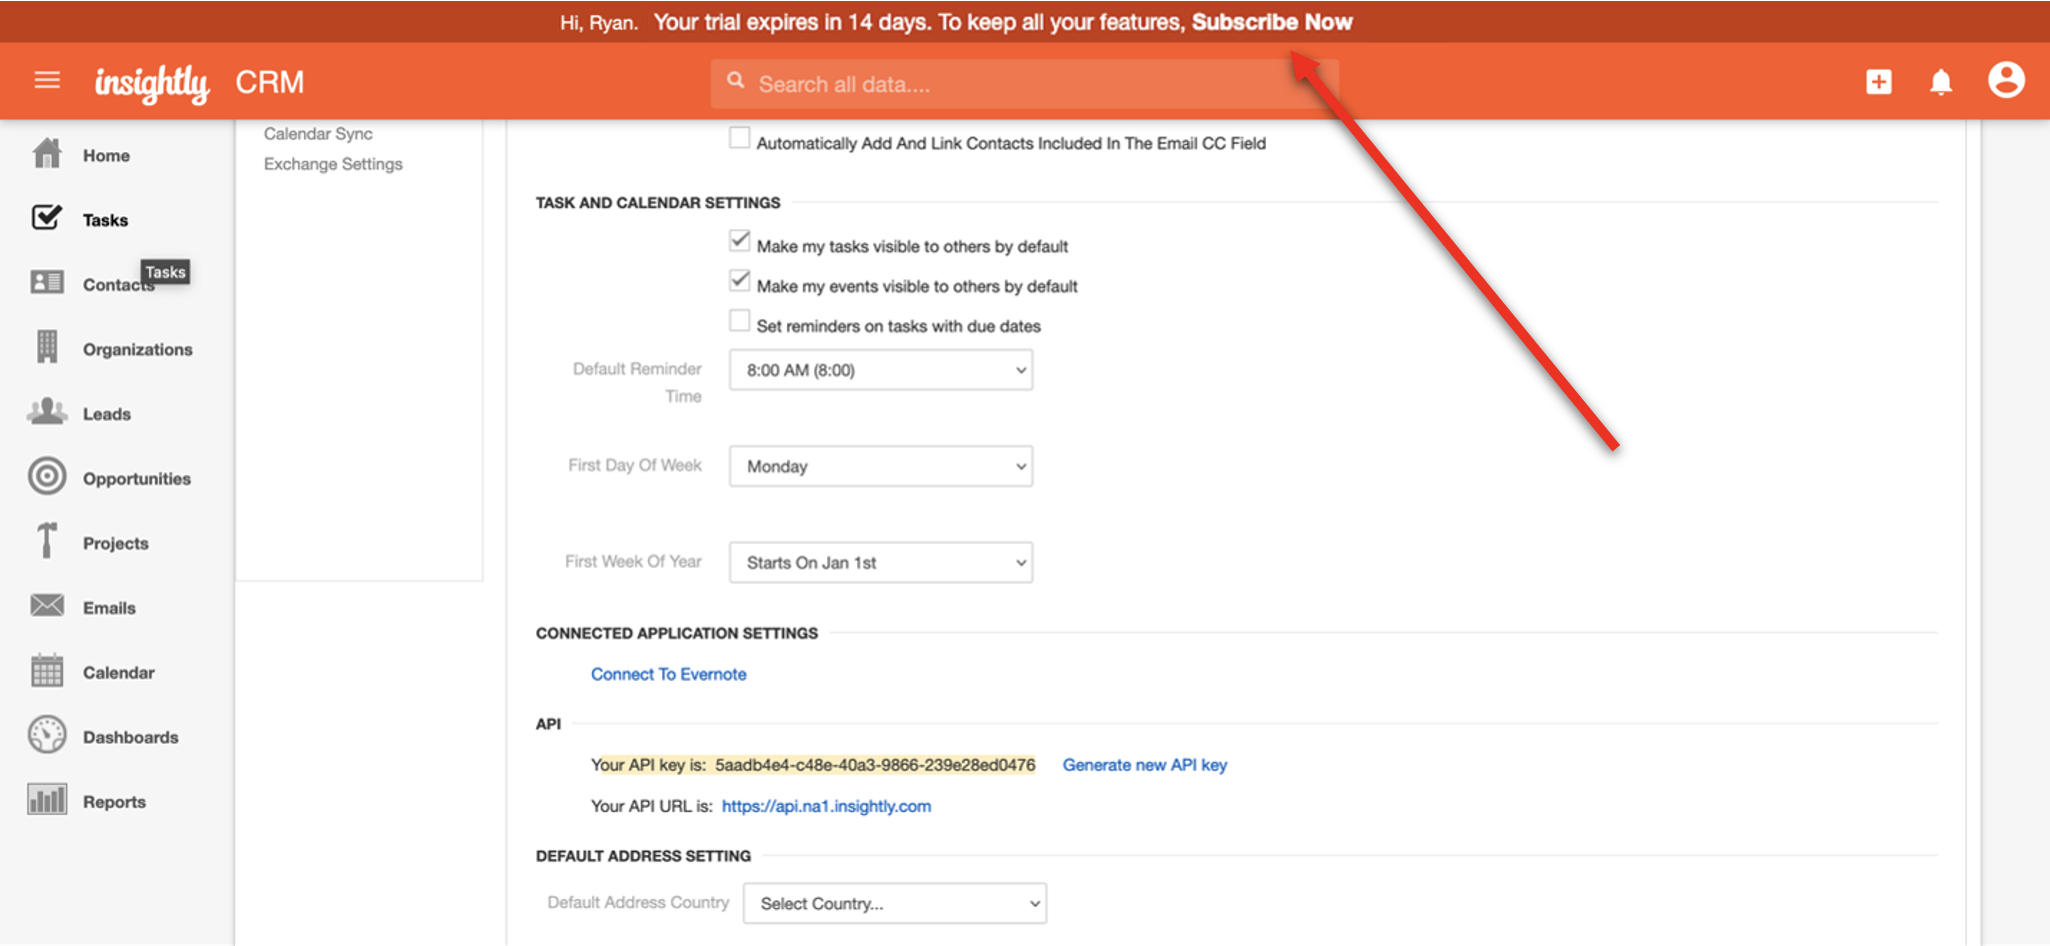 Hi, Ryan. Your trial expires in 14 days. To keep all your features, Subscribe Now
insightly CRM
Search all data....
Home
Tasks
Tasks
Contacts
Organizations
Leads
Opportunities
Projects
Emails
Calendar
Dashboards
Reports
Calendar Sync
Exchange Settings
Automatically Add And Link Contacts Included In The Email CC Field
TASK AND CALENDAR SETTINGS
Make my tasks visible to others by default
Make my events visible to others by default
Set reminders on tasks with due dates
Default Reminder Time 8:00 AM (8:00)
First Day Of Week Monday
First Week Of Year Starts On Jan 1st
CONNECTED APPLICATION SETTINGS
Connect To Evernote
API
Your API key is: 5aadb4e4-c48e-40a3-9866-239e28ed0476 Generate new API key
Your API URL is: https://api.na1.insightly.com
DEFAULT ADDRESS SETTING
Default Address Country Select Country...